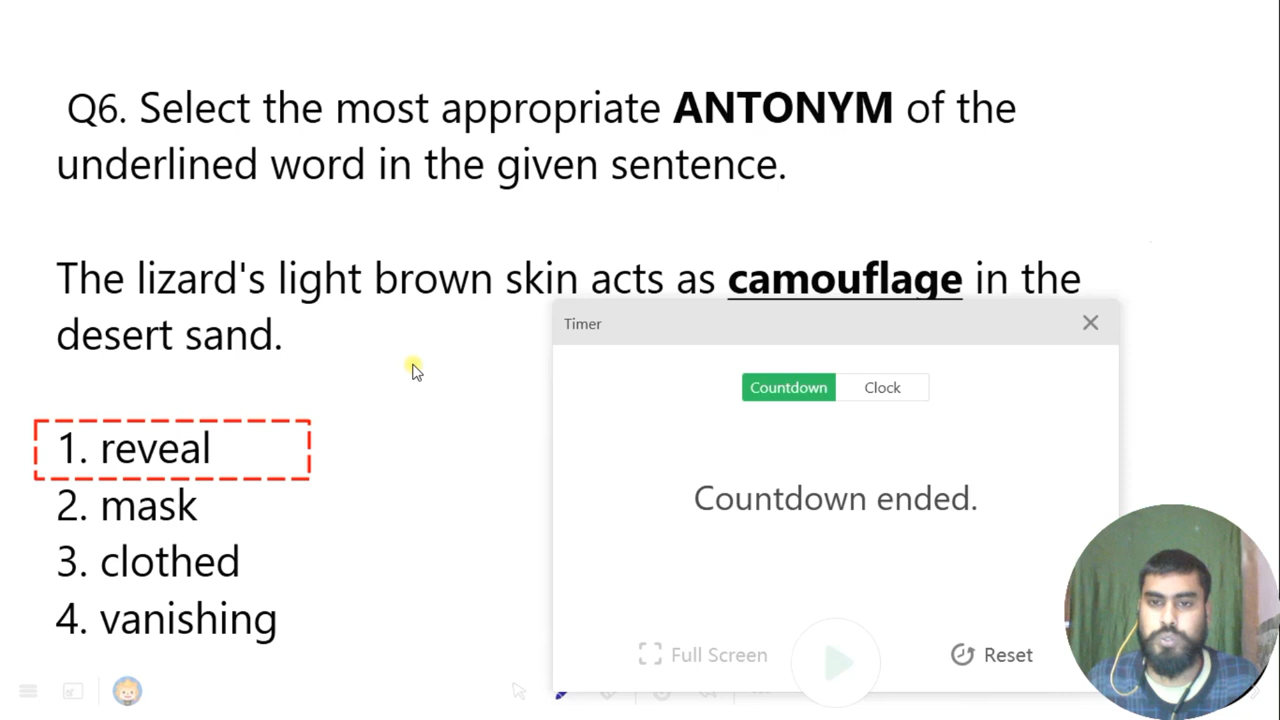 Q6. Select the most appropriate ANTONYM of the
underlined word in the given sentence.
The lizard's light brown skin acts as camouflage in the
desert sand.
Timer
Countdown Clock
1. reveal
2. mask
Countdown ended.
3. clothed
4. vanishing
Full Screen
Reset